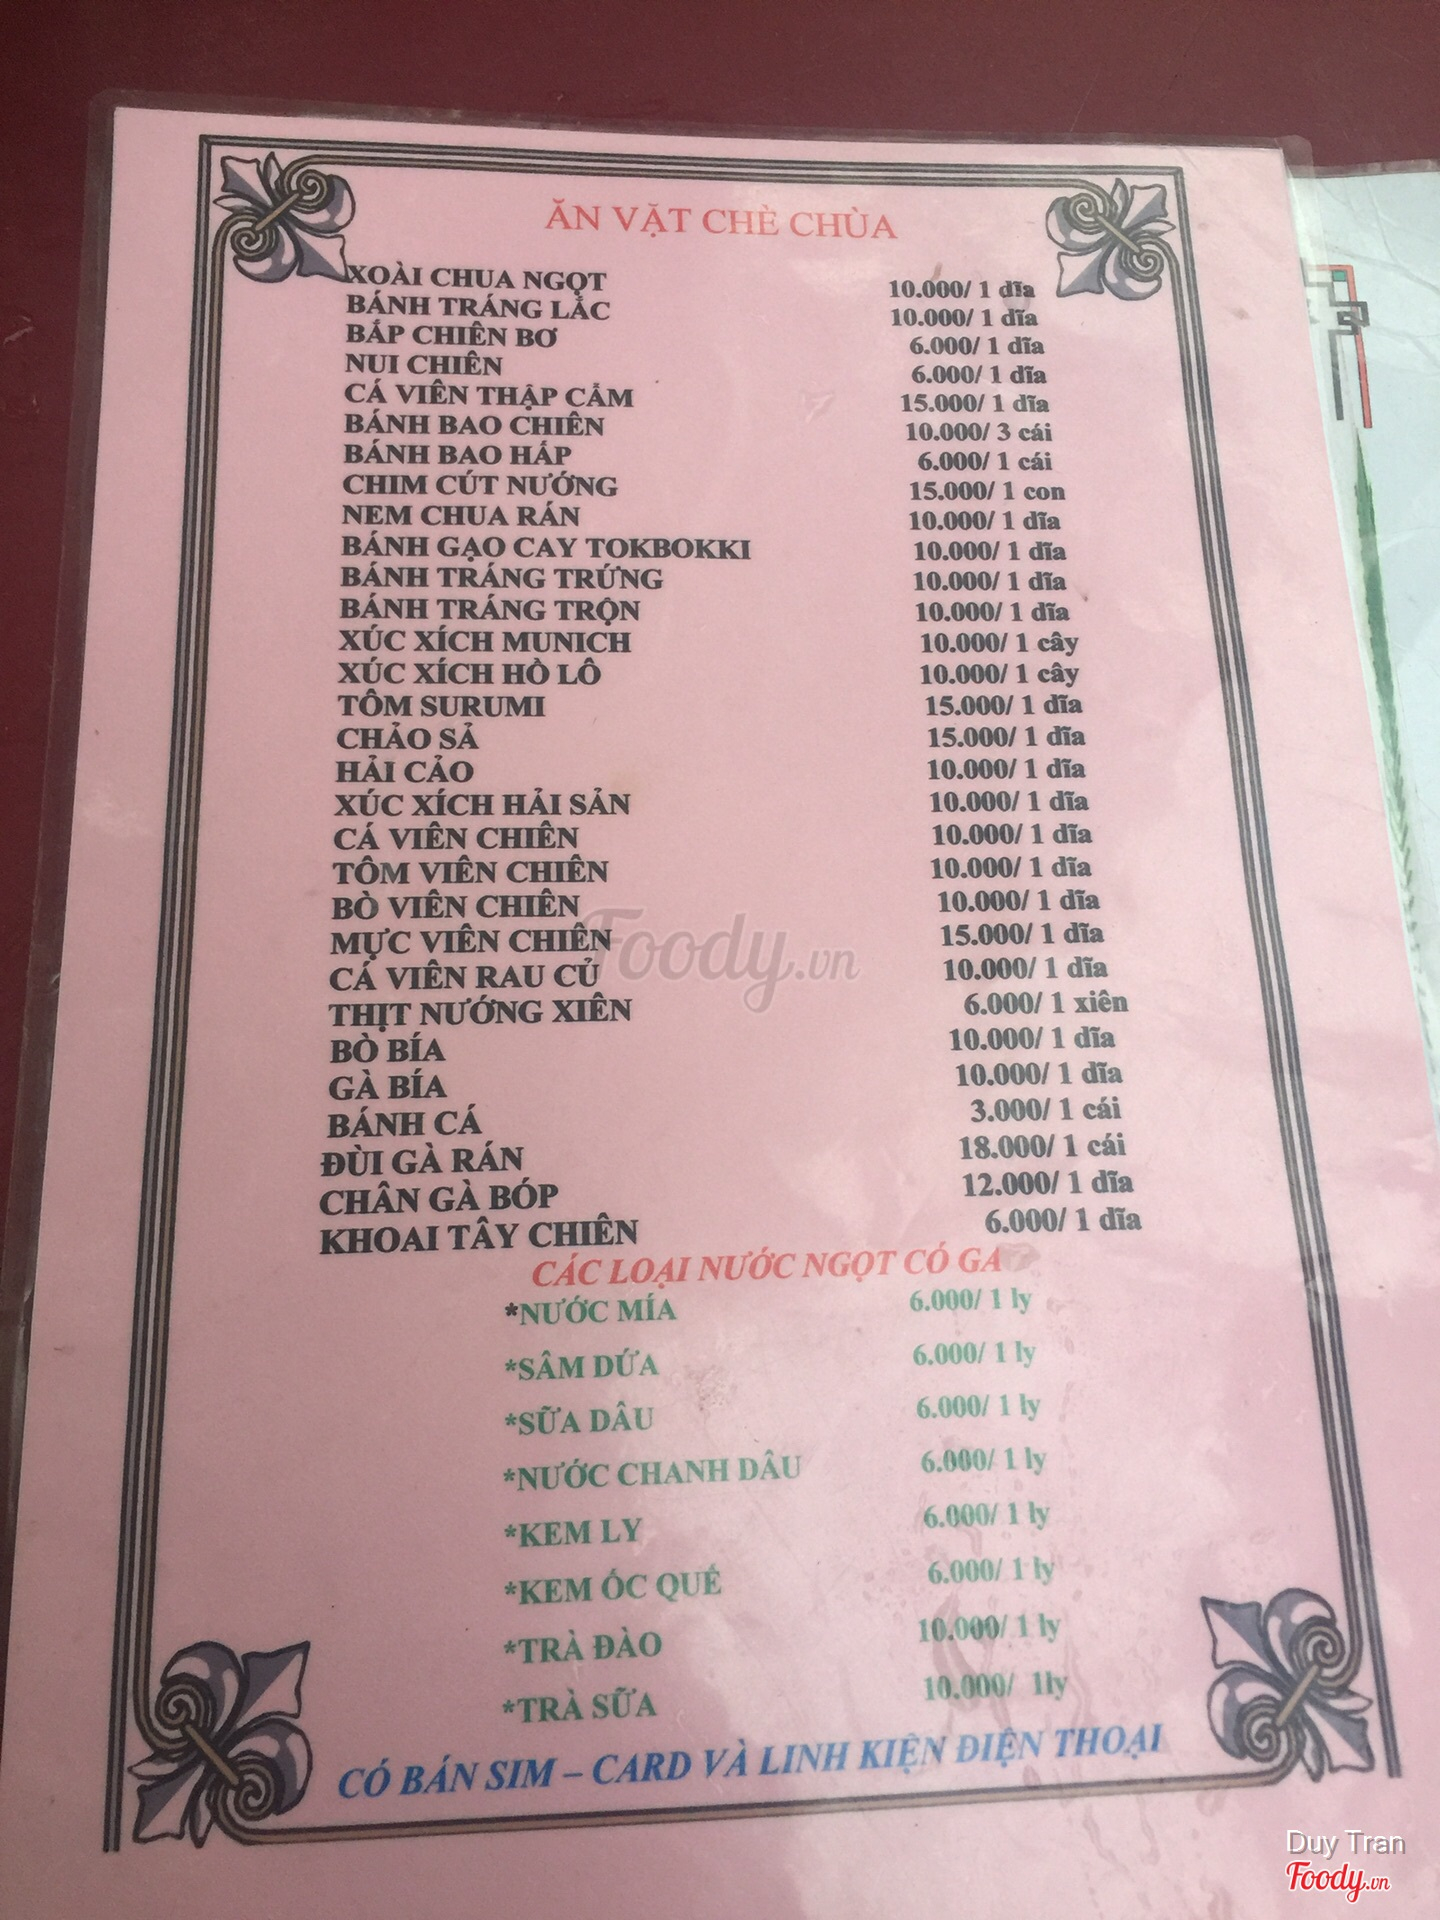 ĂN VẶT CHÈ CHÙA
XOÀI CHUA NGỌT 10.000/ 1 dĩa
BÁNH TRÁNG LẮC 10.000/ 1 dĩa
BẮP CHIÊN BƠ 6.000/ 1 dĩa
NUI CHIÊN 6.000/ 1 dĩa
CÁ VIÊN THẬP CẨM 15.000/ 1 dĩa
BÁNH BAO CHIÊN 10.000/ 3 cái
BÁNH BAO HẤP 6.000/ 1 cái
CHIM CÚT NƯỚNG 15.000/ 1 con
NEM CHUA RÁN 10.000/ 1 dĩa
BÁNH GẠO CAY TOKBOKKI 10.000/ 1 dĩa
BÁNH TRÁNG TRỨNG 10.000/ 1 dĩa
BÁNH TRÁNG TRỘN 10.000/ 1 dĩa
XÚC XÍCH MUNICH 10.000/ 1 cây
XÚC XÍCH HỒ LÔ 10.000/ 1 cây
TÔM SURUMI 15.000/ 1 dĩa
CHẢO SẢ 15.000/ 1 dĩa
HẢI CẢO 10.000/ 1 dĩa
XÚC XÍCH HẢI SẢN 10.000/ 1 dĩa
CÁ VIÊN CHIÊN 10.000/ 1 dĩa
TÔM VIÊN CHIÊN 10.000/ 1 dĩa
BÒ VIÊN CHIÊN 10.000/ 1 dĩa
MỰC VIÊN CHIÊN 15.000/ 1 dĩa
CÁ VIÊN RAU CỦ 10.000/ 1 dĩa
THỊT NƯỚNG XIÊN 6.000/ 1 xiên
BÒ BÍA 10.000/ 1 dĩa
GÀ BÍA 10.000/ 1 dĩa
BÁNH CÁ 3.000/ 1 cái
ĐÙI GÀ RÁN 18.000/ 1 cái
CHÂN GÀ BÓP 12.000/ 1 dĩa
KHOAI TÂY CHIÊN 6.000/ 1 dĩa
CÁC LOẠI NƯỚC NGỌT CÓ GA
*NƯỚC MÍA 6.000/ 1 ly
*SÂM DỨA 6.000/ 1 ly
*SỮA DÂU 6.000/ 1 ly
*NƯỚC CHANH DÂU 6.000/ 1 ly
*KEM LY 6.000/ 1 ly
*KEM ỐC QUẾ 6.000/ 1 ly
*TRÀ ĐÀO 10.000/ 1 ly
*TRÀ SỮA 10.000/ 1ly
CÓ BÁN SIM – CARD VÀ LINH KIỆN ĐIỆN THOẠI
Foody.vn
Duy Tran
Foody.vn